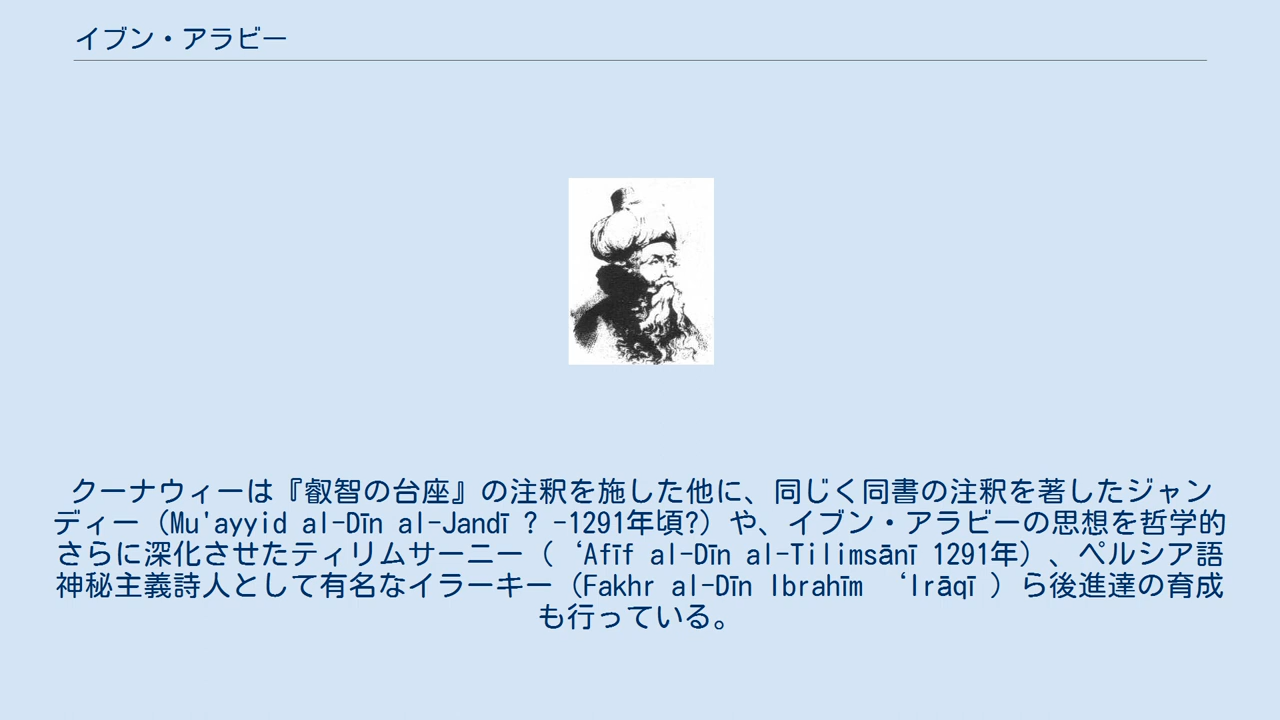 イブン・アラビー
クーナウィーは『叡智の台座』の注釈を施した他に、同じく同書の注釈を著したジャン
ディー（Mu'ayyid al-Dīn al-Jandī ? -1291年頃?）や、イブン・アラビーの思想を哲学的
さらに深化させたティリムサーニー（‘Afīf al-Dīn al-Tilimsānī 1291年）、ペルシア語
神秘主義詩人として有名なイラーキー（Fakhr al-Dīn Ibrahīm ‘Irāqī ）ら後進達の育成
も行っている。